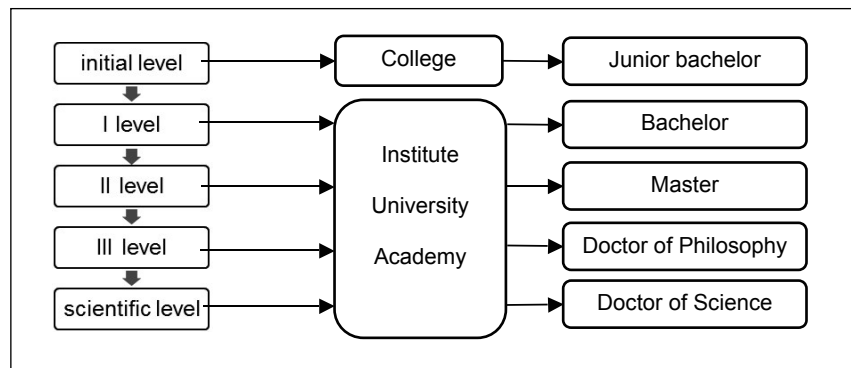 initial level
College
Junior bachelor
I level
Bachelor
Institute
II level
Master
University
III level
Doctor of Philosophy
Academy
scientific level
Doctor of Science